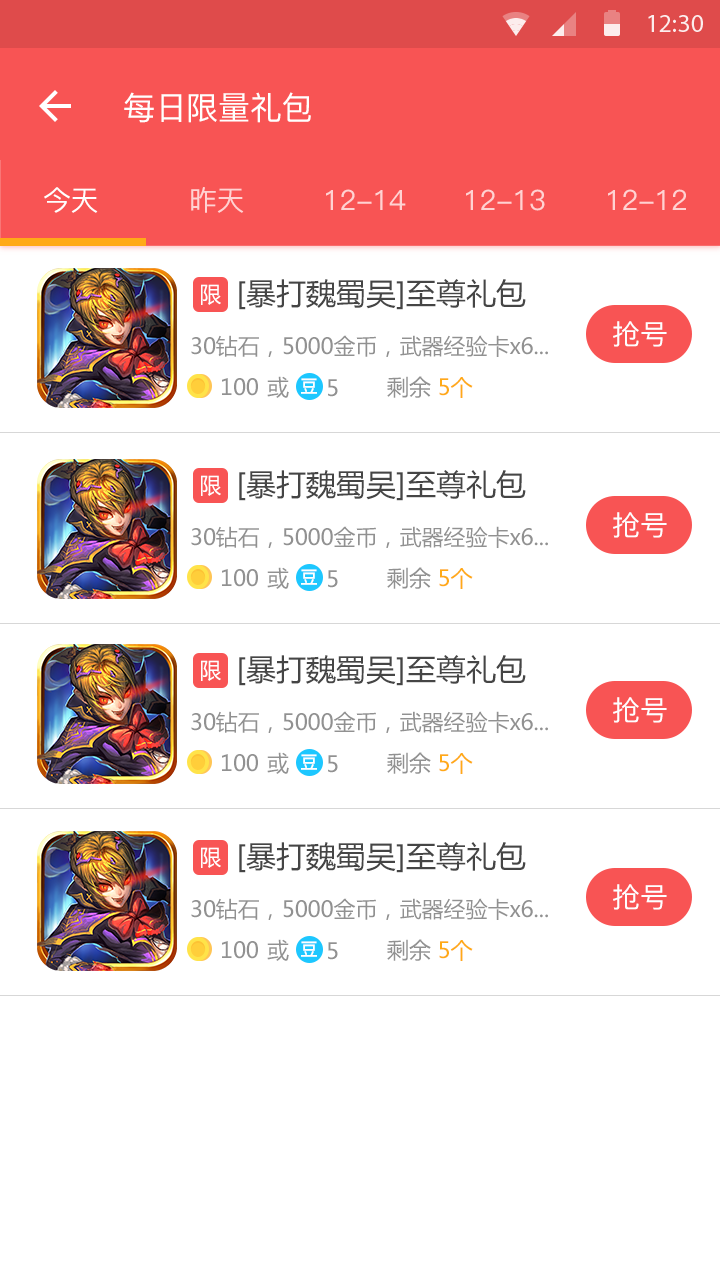 12:30
每日限量礼包
今天 昨天 12-14 12-13 12-12
限 [暴打魏蜀吴]至尊礼包
30钻石，5000金币，武器经验卡x6...
抢号
100 或 豆 5 剩余 5个
限 [暴打魏蜀吴]至尊礼包
30钻石，5000金币，武器经验卡x6...
抢号
100 或 豆 5 剩余 5个
限 [暴打魏蜀吴]至尊礼包
30钻石，5000金币，武器经验卡x6...
抢号
100 或 豆 5 剩余 5个
限 [暴打魏蜀吴]至尊礼包
30钻石，5000金币，武器经验卡x6...
抢号
100 或 豆 5 剩余 5个